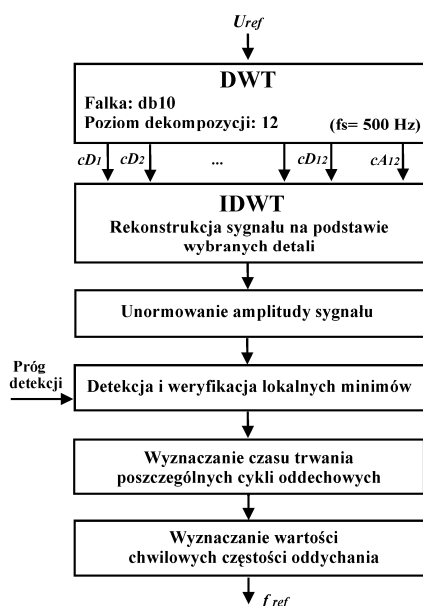 Uref
DWT
Falka: db10
Poziom dekompozycji: 12
(fs= 500 Hz)
cD1 cD2 ... cD12 cA12
IDWT
Rekonstrukcja sygnału na podstawie
wybranych detali
Unormowanie amplitudy sygnału
Próg
detekcji
Detekcja i weryfikacja lokalnych minimów
Wyznaczanie czasu trwania
poszczególnych cykli oddechowych
Wyznaczanie wartości
chwilowych częstości oddychania
f ref